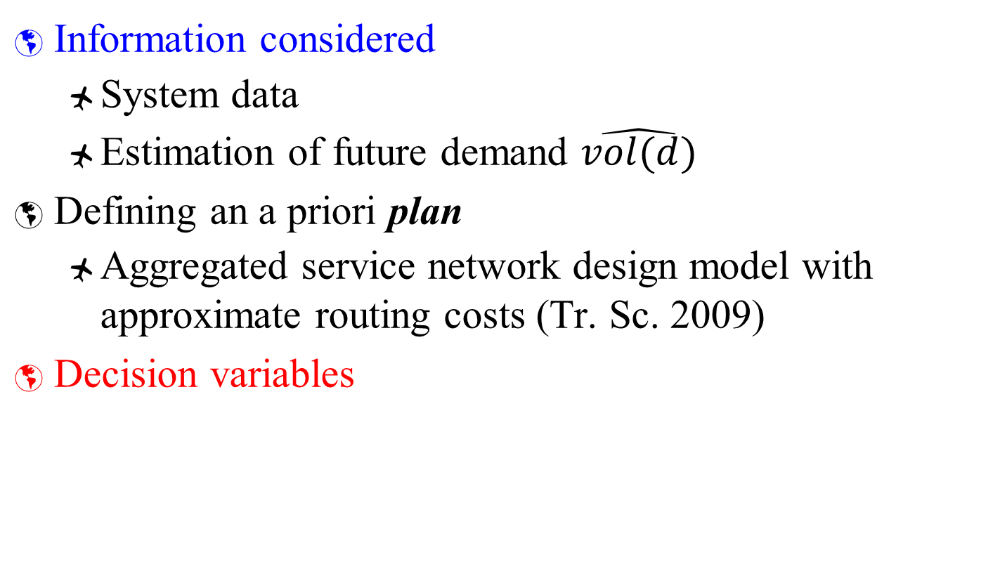 Information considered
System data
Estimation of future demand $\widehat{vol(d)}$
Defining an a priori plan
Aggregated service network design model with
approximate routing costs (Tr. Sc. 2009)
Decision variables